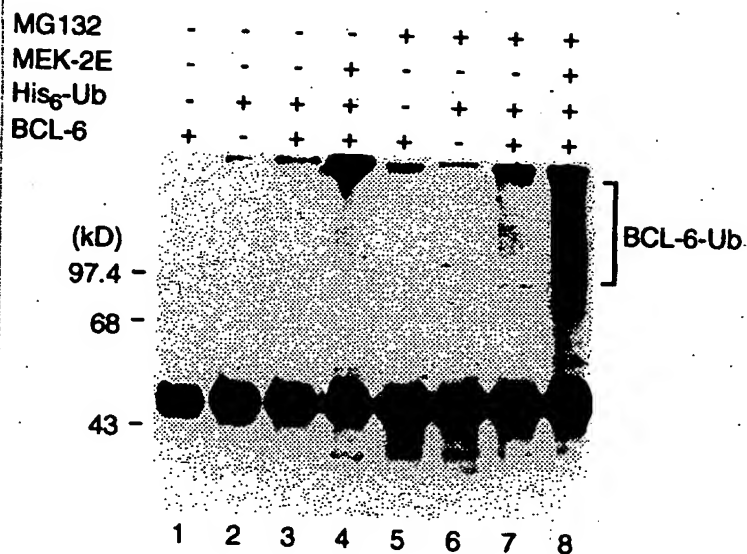 MG132 - - - - + + + +
MEK-2E - - - + - - - +
His6-Ub - + + + - + + +
BCL-6 + - + + + - + +
(kD)
97.4 -
68 -
43 -
BCL-6-Ub
1 2 3 4 5 6 7 8